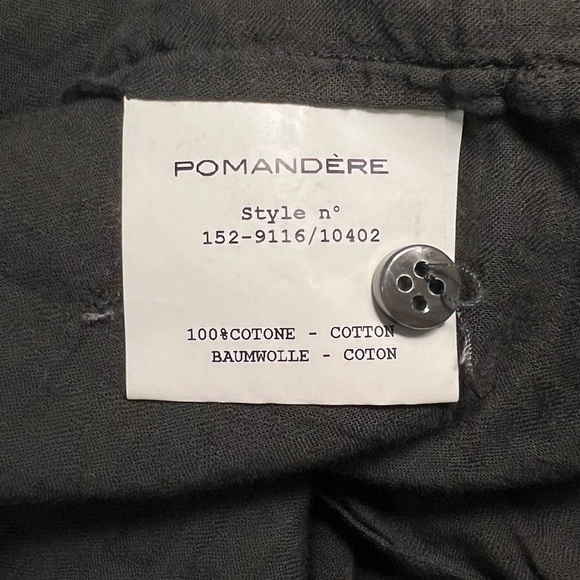 POMANDÈRE
Style n°
152-9116/10402
100%COTONE - COTTON
BAUMWOLLE - COTON